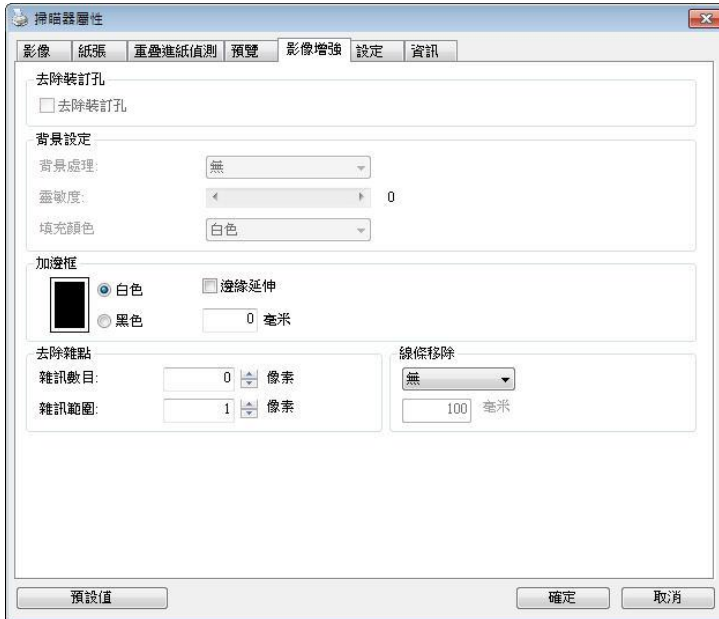 掃瞄器屬性
影像 紙張 重疊進紙偵測 預覽 影像增強 設定 資訊
去除裝訂孔
去除裝訂孔
背景設定
背景處理: 無
靈敏度: 0
填充顏色 白色
加邊框
白色 邊緣延伸
黑色 0 毫米
去除雜點 線條移除
雜訊數目: 0 像素 無
雜訊範圍: 1 像素 100 毫米
預設值 確定 取消